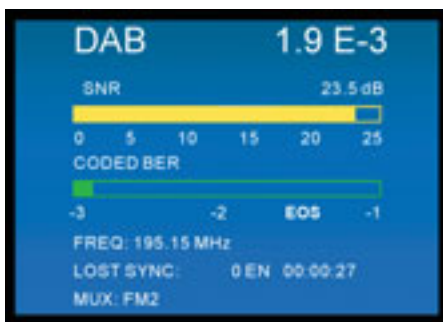 DAB 1.9 E-3
SNR 23.5 dB
0 5 10 15 20 25
CODED BER
-3 -2 EOS -1
FREQ: 195.15 MHz
LOST SYNC: 0 EN 00:00:27
MUX: FM2